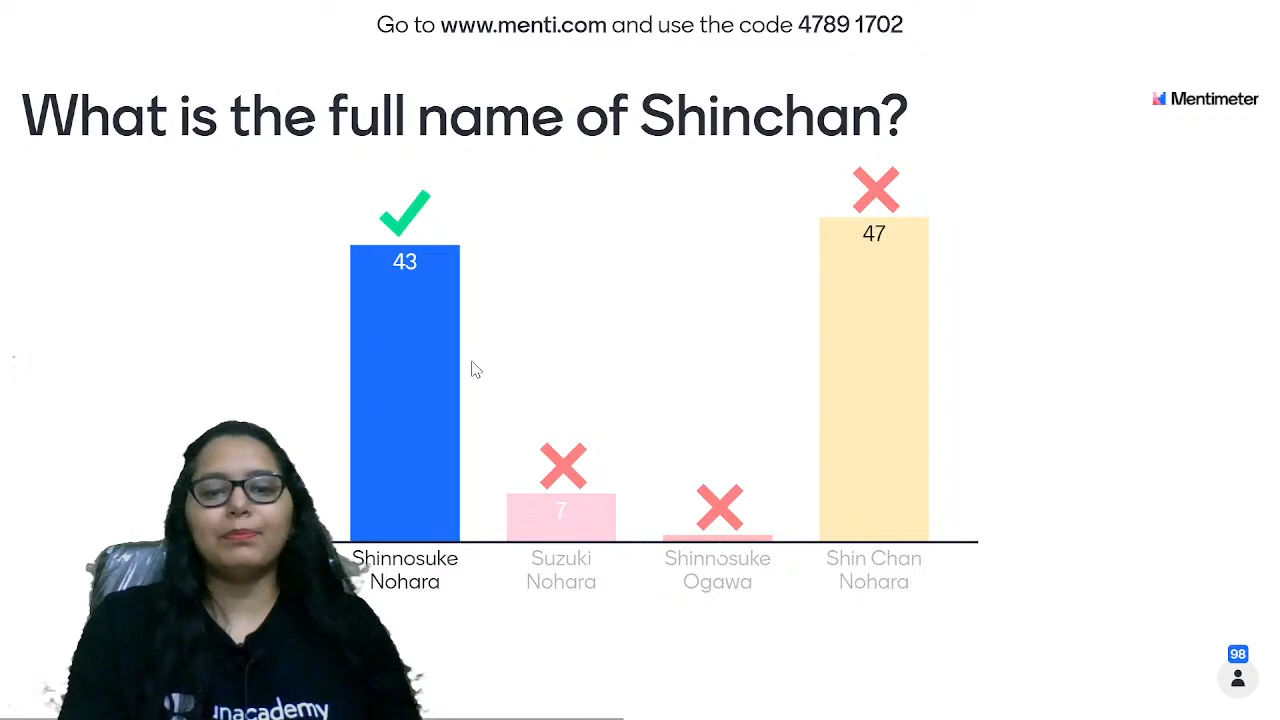 Go to www.menti.com and use the code 4789 1702
What is the full name of Shinchan?
Mentimeter
43
7
47
Shinnosuke
Nohara
Suzuki
Nohara
Shinnosuke
Ogawa
Shin Chan
Nohara
98
unacademy